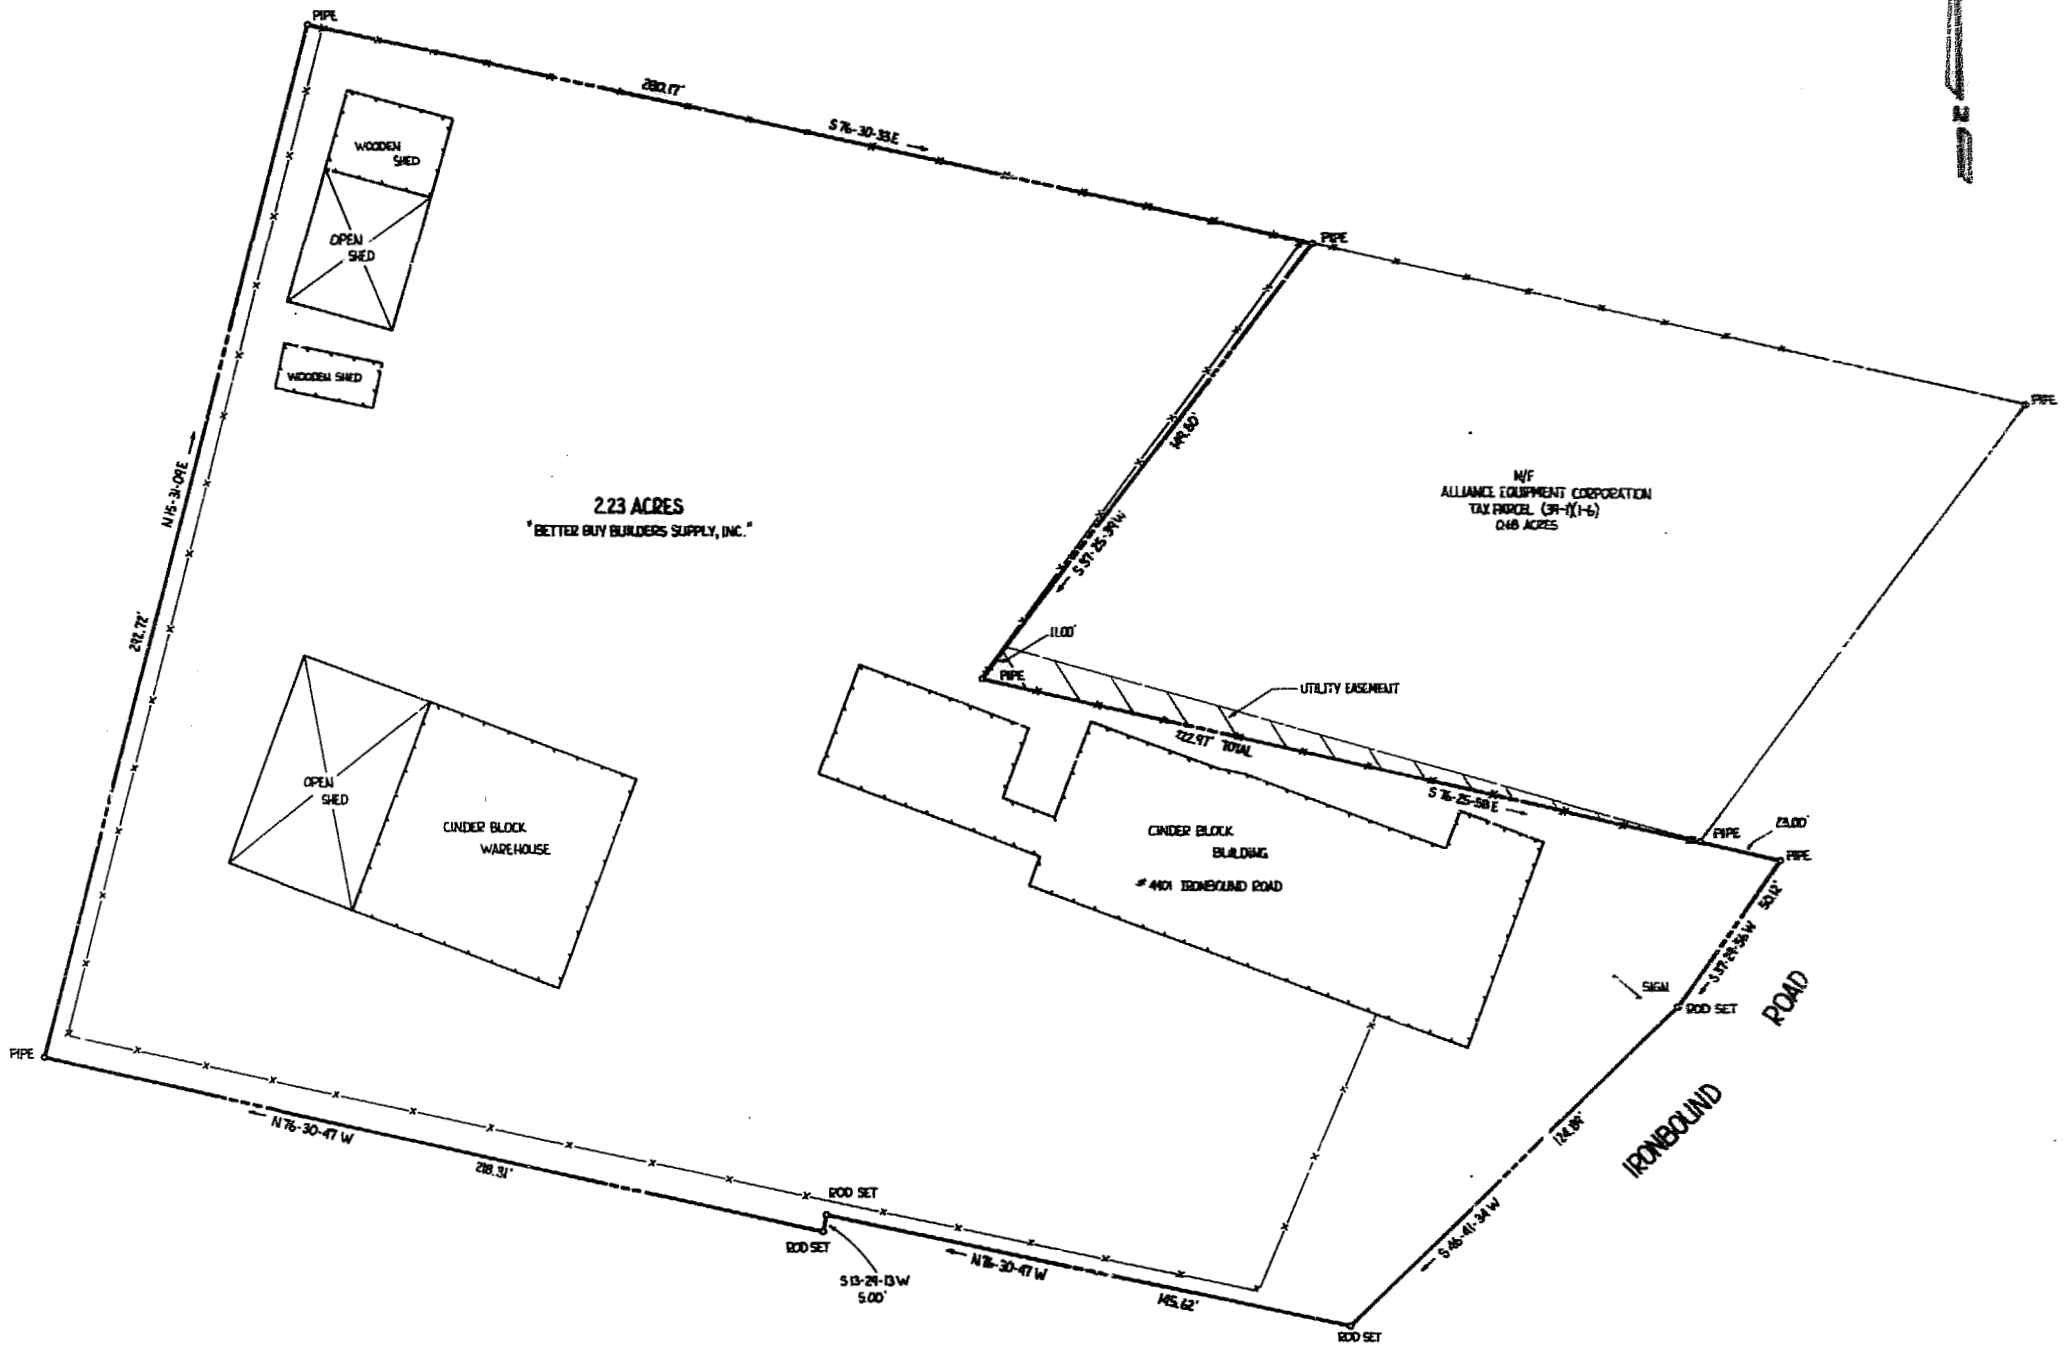 PIPE
280.17'
S 76-30-33 E
WOODEN
SHED
OPEN
SHED
WOODEN SHED
PIPE
PIPE
149.60'
S 37-25-39 W
N 15-31-09 E
292.72'
2.23 ACRES
"BETTER BUY BUILDERS SUPPLY, INC."
N/F
ALLIANCE EQUIPMENT CORPORATION
TAX PARCEL (39-1)(1-6)
0.68 ACRES
11.00'
PIPE
UTILITY EASEMENT
222.97' TOTAL
S 76-25-58 E
PIPE
23.00'
PIPE
50.12'
S 37-29-56 W
OPEN
SHED
CINDER BLOCK
WAREHOUSE
CINDER BLOCK
BUILDING
# 4401 IRONBOUND ROAD
SIGN
ROD SET
IRONBOUND ROAD
124.89'
S 46-41-34 W
PIPE
N 76-30-47 W
218.31'
ROD SET
ROD SET
S 13-29-13 W
5.00'
N 76-30-47 W
145.62'
ROD SET